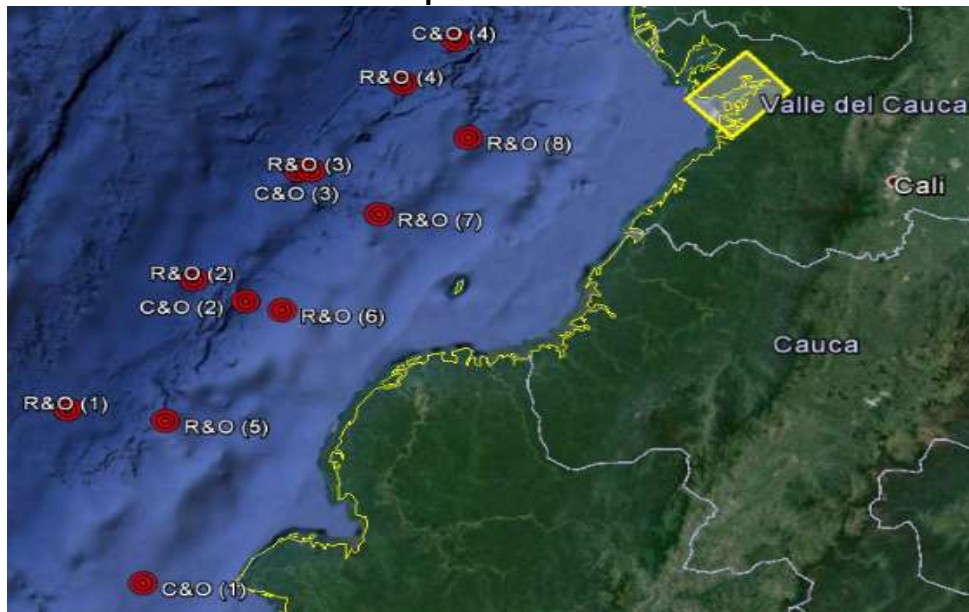 C&O (4)
R&O (4)
Valle del Cauca
R&O (8)
R&O (3)
Cali
C&O (3)
R&O (7)
R&O (2)
C&O (2)
R&O (6)
Cauca
R&O (1)
R&O (5)
C&O (1)